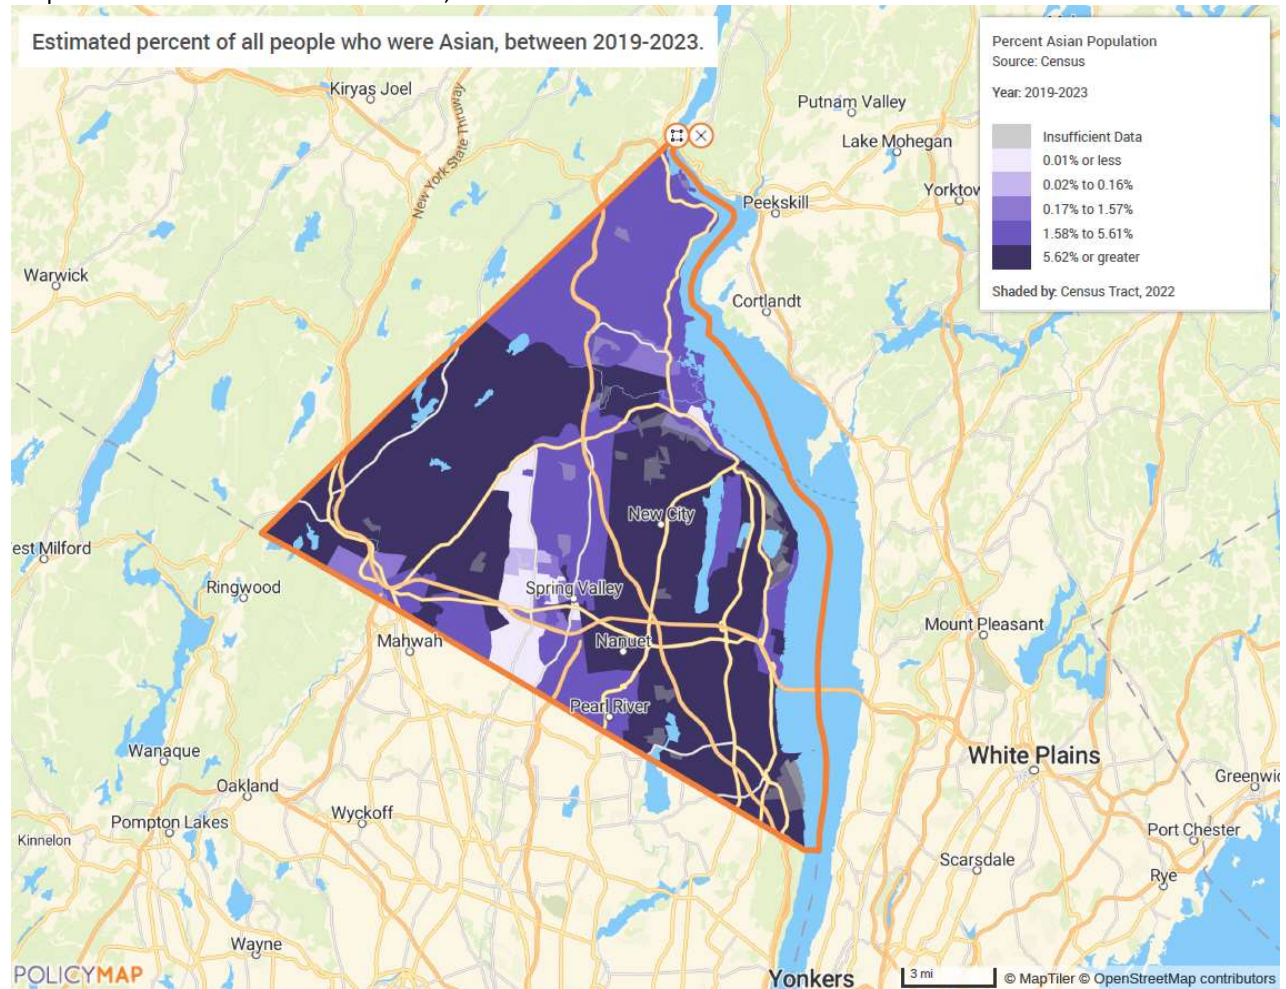 Estimated percent of all people who were Asian, between 2019-2023.
Percent Asian Population
Source: Census
Year: 2019-2023
Insufficient Data
0.01% or less
0.02% to 0.16%
0.17% to 1.57%
1.58% to 5.61%
5.62% or greater
Shaded by: Census Tract, 2022
Kiryas Joel
New York State Thruway
Putnam Valley
Lake Mohegan
Yorktow
Peekskill
Warwick
Cortlandt
New City
est Milford
Ringwood
Spring Valley
Mount Pleasant
Mahwah
Nanuet
Pearl River
Wanaque
White Plains
Oakland
Greenwi
Pompton Lakes
Wyckoff
Port Chester
Kinnelon
Scarsdale
Rye
Wayne
POLICYMAP
Yonkers
3 mi
© MapTiler © OpenStreetMap contributors